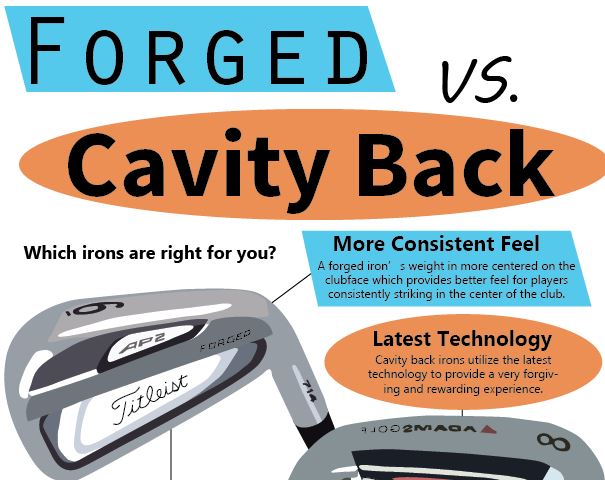 FORGED
vs.
Cavity Back
Which irons are right for you?
More Consistent Feel
A forged iron's weight in more centered on the
clubface which provides better feel for players
consistently striking in the center of the club.
Latest Technology
Cavity back irons utilize the latest
technology to provide a very forgiv-
ing and rewarding experience.
6
AP2
FORGED
Titleist
714
ADAMS GOLF
8